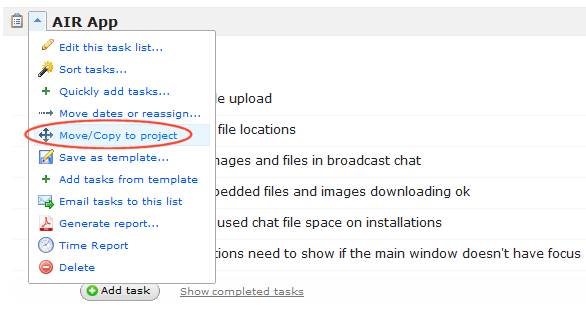 AIR App
Edit this task list...
Sort tasks...
Quickly add tasks...
upload
Move dates or reassign...
file locations
Move/Copy to project
Save as template...
and files in broadcast chat
Add tasks from template
files and images downloading ok
Email tasks to this list
Generate report...
used chat file space on installations
Time Report
need to show if the main window doesn't have focus
Delete
Add task
Show completed tasks